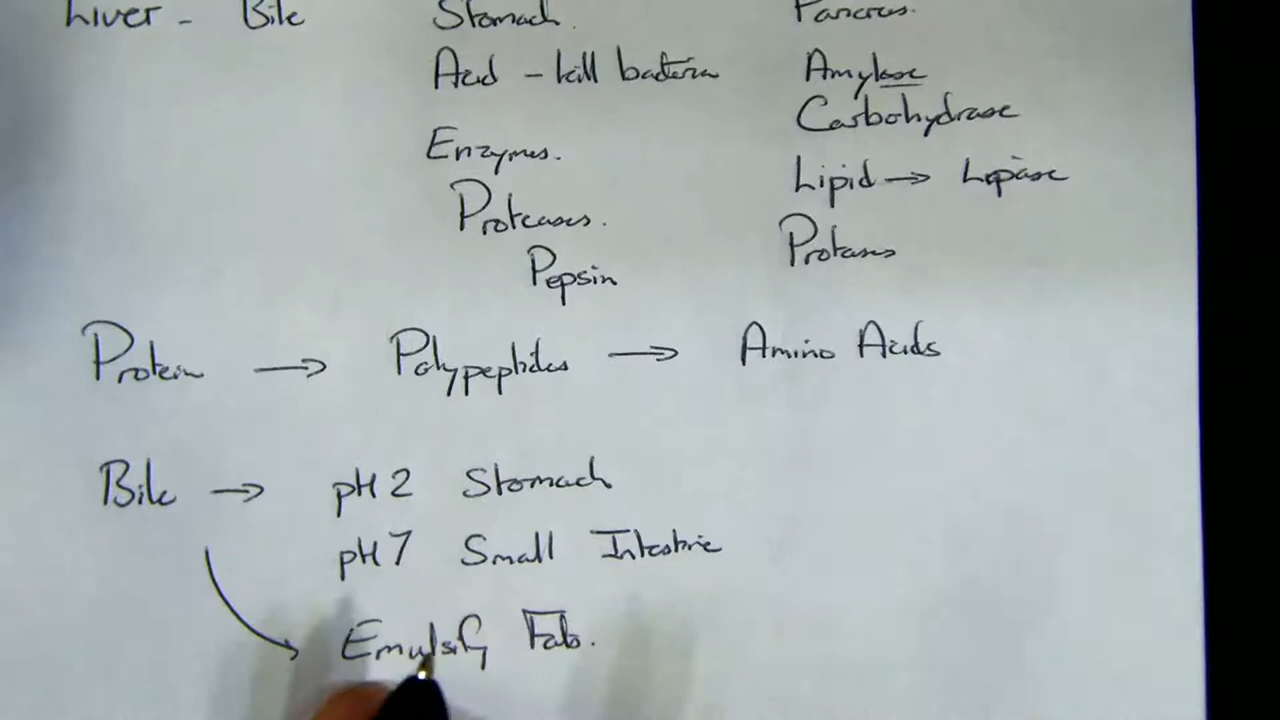 Liver - Bile Stomach. Pancreas.
Acid - kill bacteria Amylase
Carbohydrase
Enzymes.
Lipid → Lipase
Proteases.
Proteases
Pepsin
Protein → Polypeptides → Amino Acids
Bile → pH 2 Stomach
pH 7 Small Intestine
Emulsify Fats.